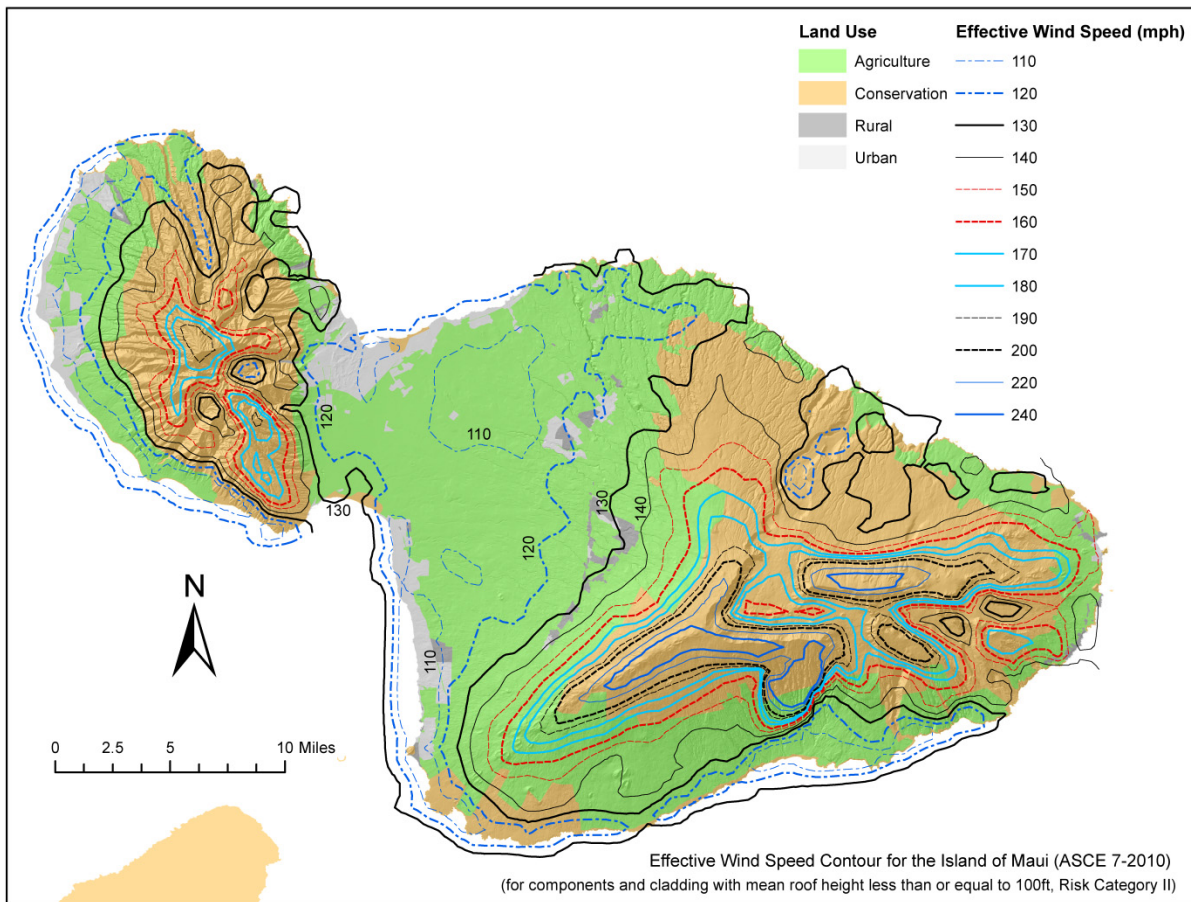 Land Use
Agriculture
Conservation
Rural
Urban
Effective Wind Speed (mph)
110
120
130
140
150
160
170
180
190
200
220
240
120
110
130
130
140
120
110
N
0 2.5 5 10 Miles
Effective Wind Speed Contour for the Island of Maui (ASCE 7-2010)
(for components and cladding with mean roof height less than or equal to 100ft, Risk Category II)